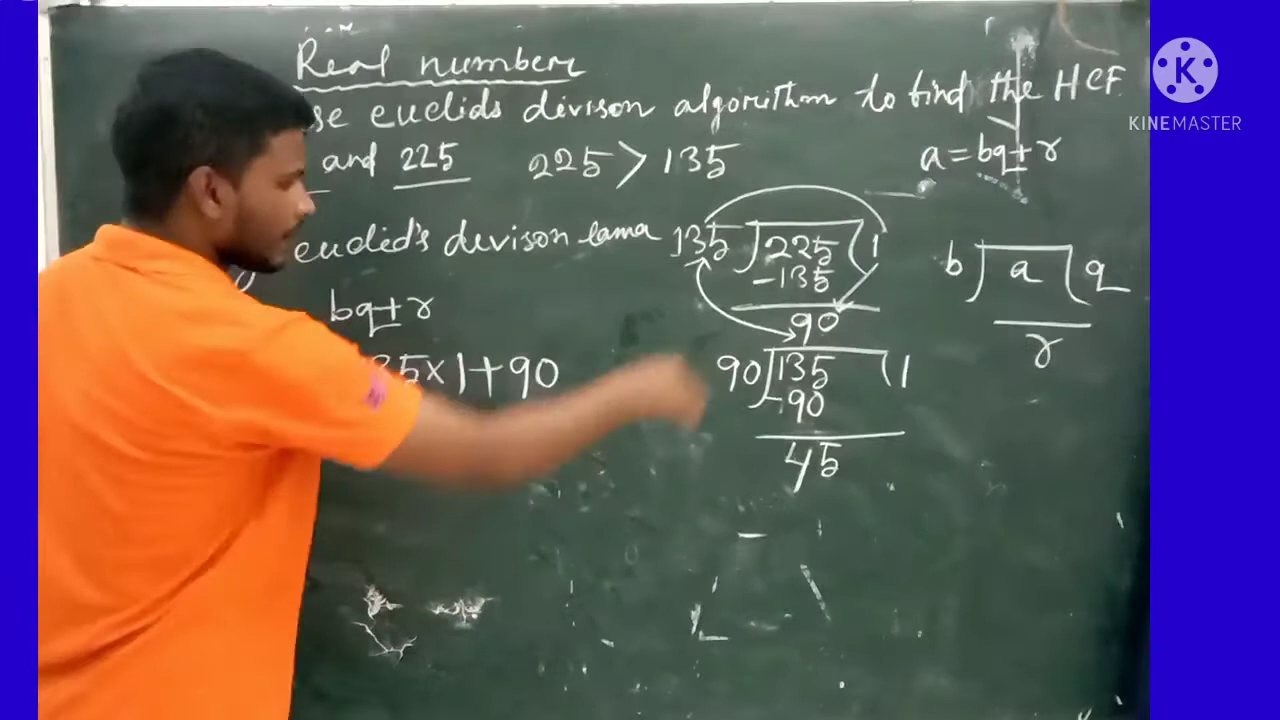 Real number
se euclids divison algorithm to find the HCF.
and 225 225 > 135 a = bq + r
euclid's devison lama
bq + r
35 × 1 + 90
135 ) 225 ( 1
-135
90
90 ) 135 ( 1
-90
45
b ) a ( q
r
K
KINEMASTER